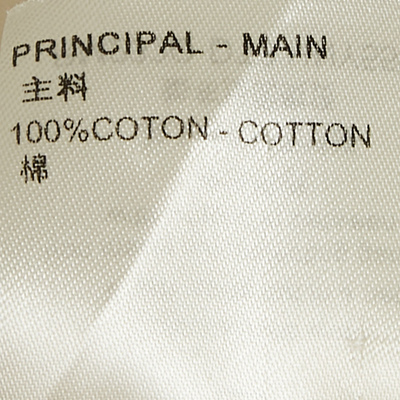 PRINCIPAL - MAIN
主料
100%COTON - COTTON
棉